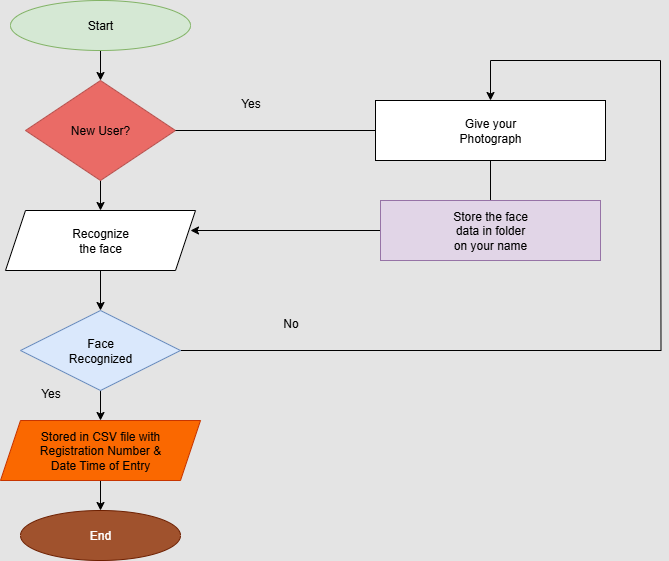 Start
New User?
Yes
Give your
Photograph
Recognize
the face
Store the face
data in folder
on your name
No
Face
Recognized
Yes
Stored in CSV file with
Registration Number &
Date Time of Entry
End